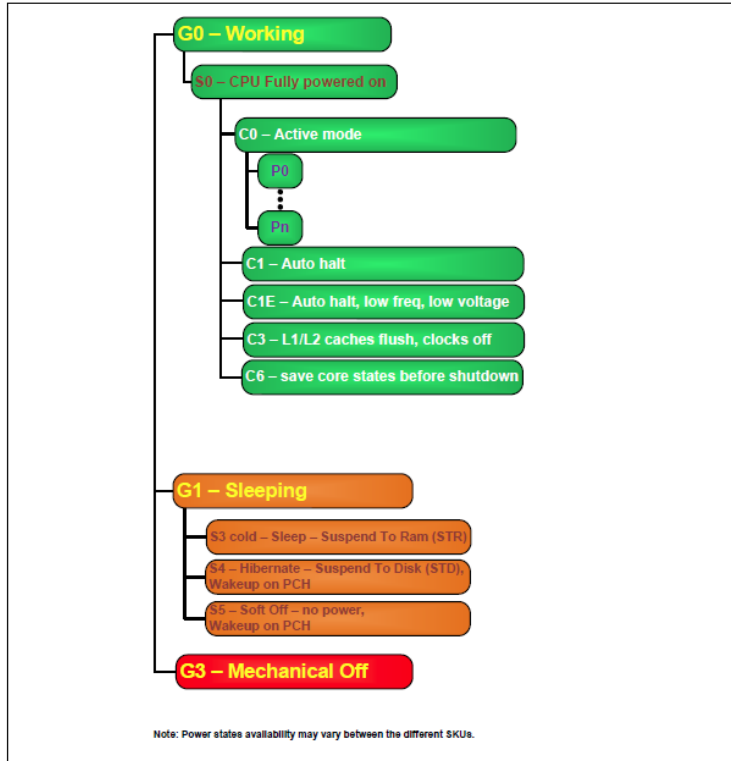 G0 – Working
S0 – CPU Fully powered on
C0 – Active mode
P0
Pn
C1 – Auto halt
C1E – Auto halt, low freq, low voltage
C3 – L1/L2 caches flush, clocks off
C6 – save core states before shutdown
G1 – Sleeping
S3 cold – Sleep – Suspend To Ram (STR)
S4 – Hibernate – Suspend To Disk (STD),
Wakeup on PCH
S5 – Soft Off – no power,
Wakeup on PCH
G3 – Mechanical Off
Note: Power states availability may vary between the different SKUs.